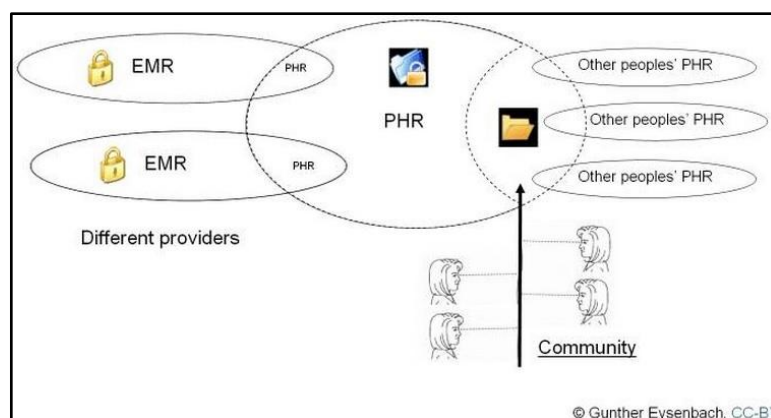 EMR
PHR
Other peoples' PHR
PHR
Other peoples' PHR
EMR
PHR
Other peoples' PHR
Different providers
Community
© Gunther Eysenbach, CC-B